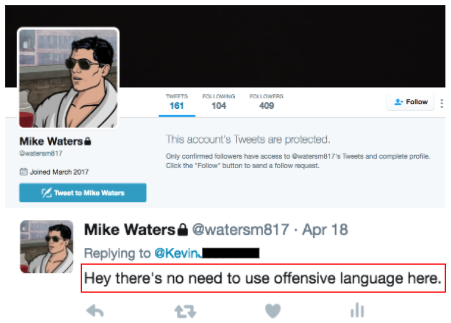 TWEETS FOLLOWING FOLLOWERS
161 104 409
Follow
Mike Waters
@watersm817
Joined March 2017
Tweet to Mike Waters
This account's Tweets are protected.
Only confirmed followers have access to @watersm817's Tweets and complete profile.
Click the "Follow" button to send a follow request.
Mike Waters @watersm817 · Apr 18
Replying to @Kevin
Hey there's no need to use offensive language here.